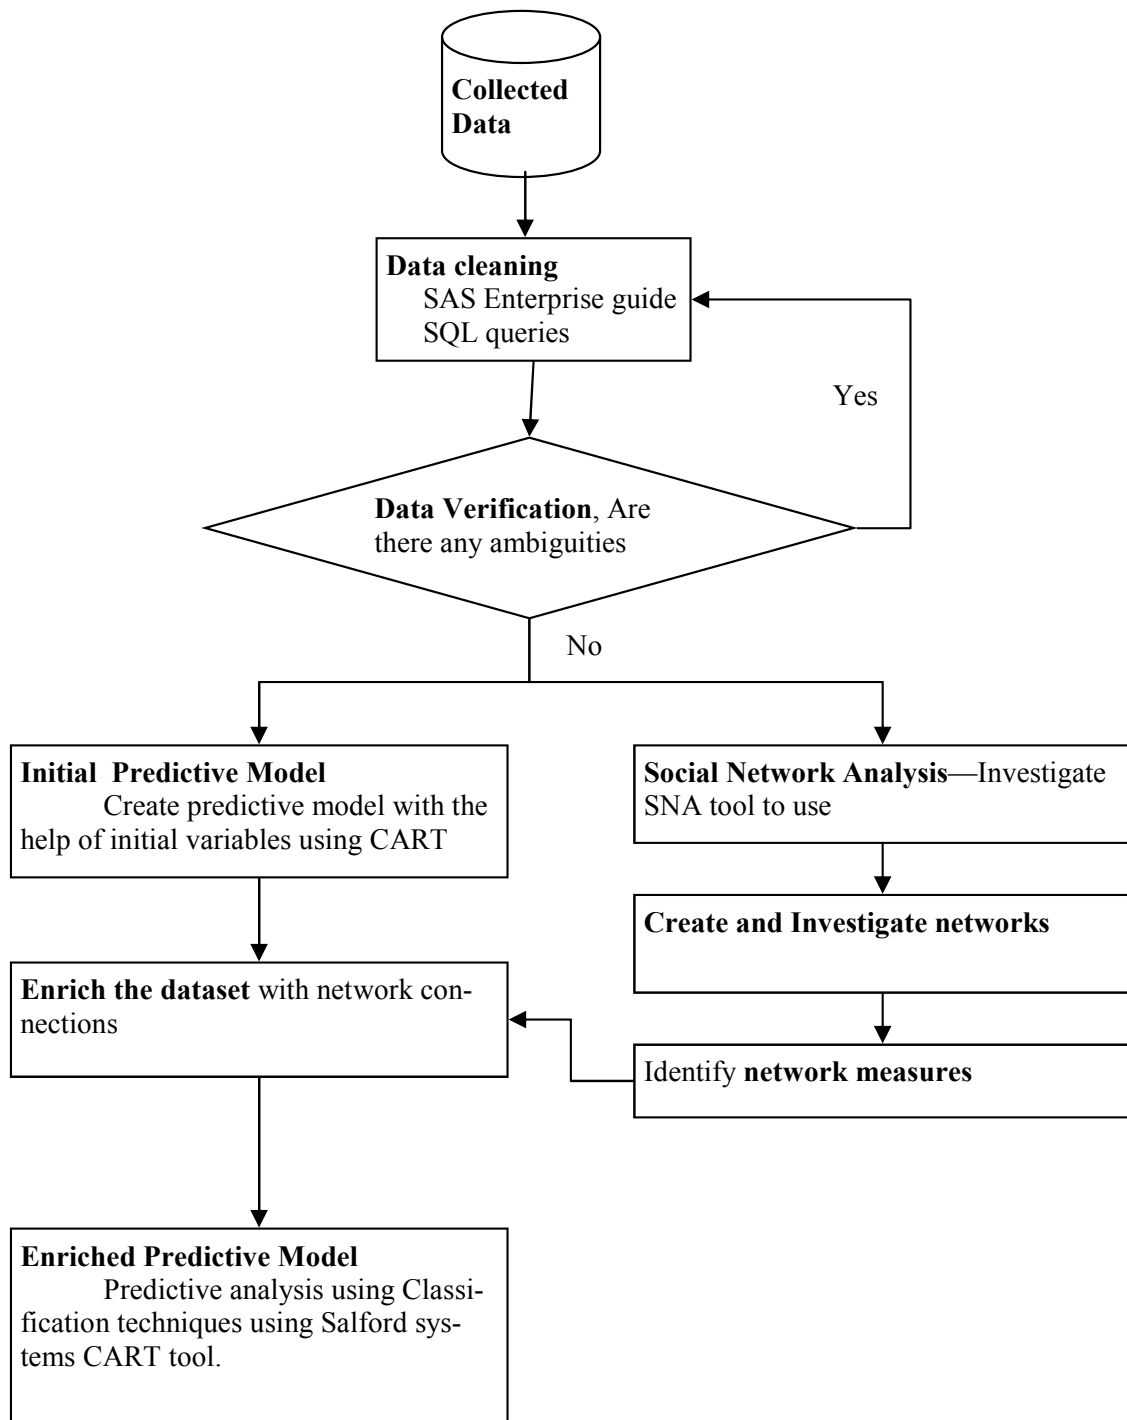 Collected
Data
Data cleaning
SAS Enterprise guide
SQL queries
Yes
Data Verification, Are
there any ambiguities
No
Initial  Predictive Model
Create predictive model with the
help of initial variables using CART
Social Network Analysis—Investigate
SNA tool to use
Create and Investigate networks
Enrich the dataset with network con-
nections
Identify network measures
Enriched Predictive Model
Predictive analysis using Classi-
fication techniques using Salford sys-
tems CART tool.